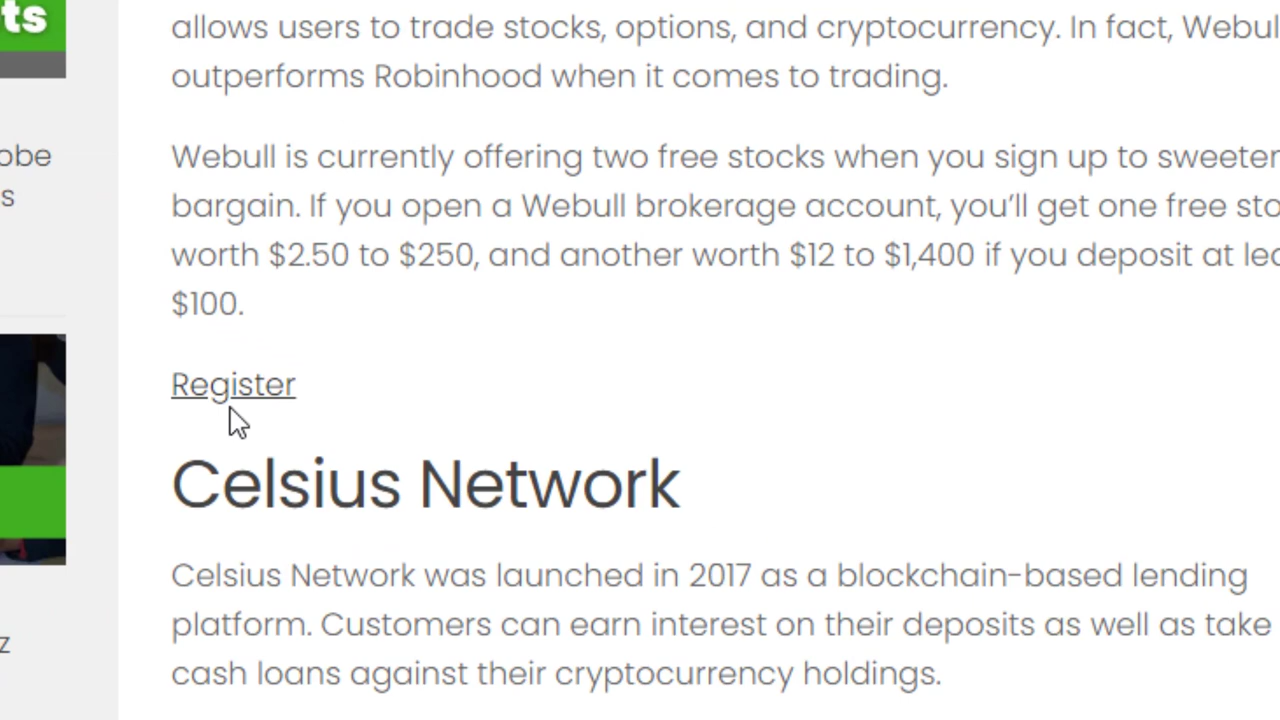 ts
allows users to trade stocks, options, and cryptocurrency. In fact,
outperforms Robinhood when it comes to trading.
obe
s
Webull is currently offering two free stocks when you sign up to
bargain. If you open a Webull brokerage account, you’ll get one free
worth $2.50 to $250, and another worth $12 to $1,400 if you deposit at
$100.
Register
Celsius Network
Celsius Network was launched in 2017 as a blockchain-based lending
platform. Customers can earn interest on their deposits as well as take
z
cash loans against their cryptocurrency holdings.